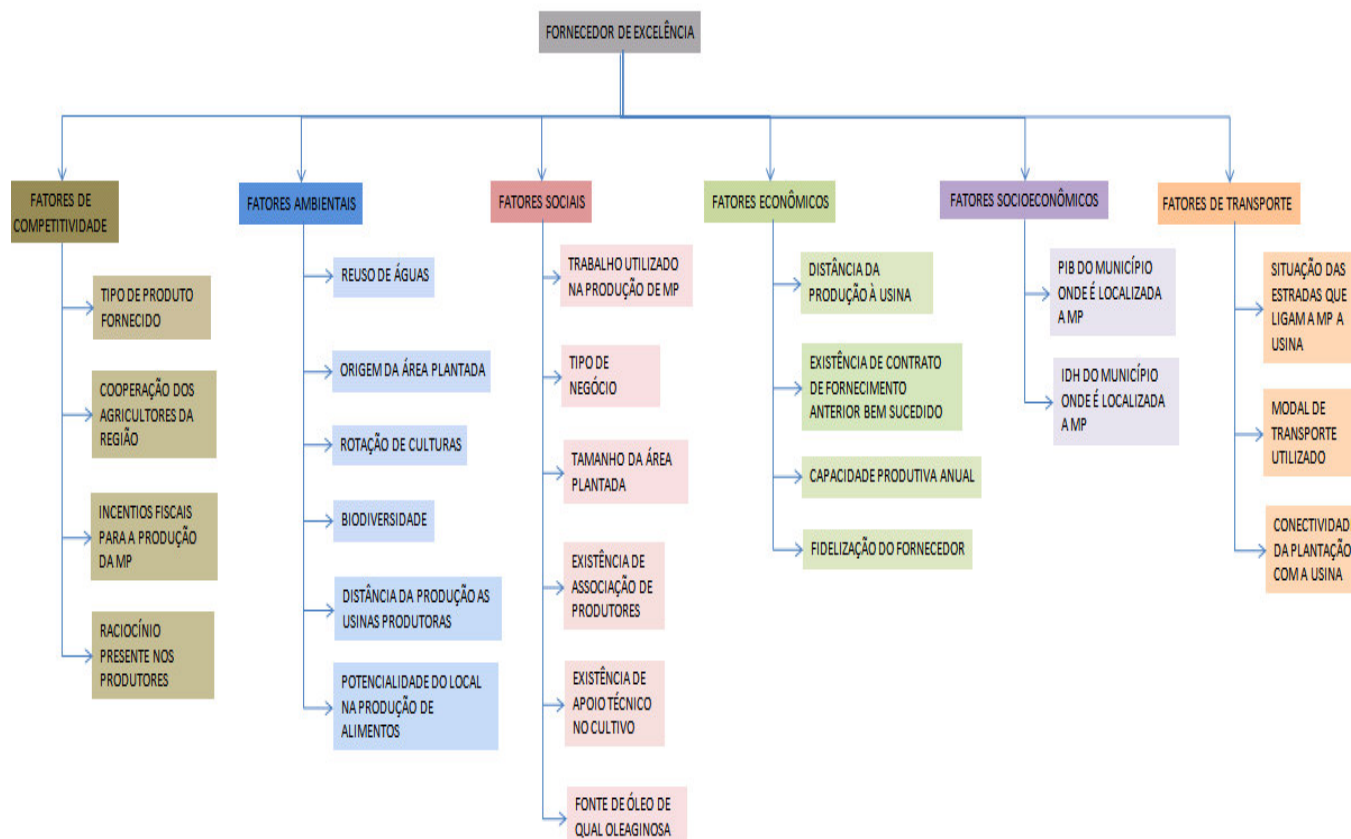 FORNECEDOR DE EXCELÊNCIA
FATORES DE
COMPETITIVIDADE
TIPO DE PRODUTO
FORNECIDO
COOPERAÇÃO DOS
AGRICULTORES DA
REGIÃO
INCENTIOS FISCAIS
PARA A PRODUÇÃO
DA MP
RACIOCÍNIO
PRESENTE NOS
PRODUTORES
FATORES AMBIENTAIS
REUSO DE ÁGUAS
ORIGEM DA ÁREA PLANTADA
ROTAÇÃO DE CULTURAS
BIODIVERSIDADE
DISTÂNCIA DA PRODUÇÃO AS
USINAS PRODUTORAS
POTENCIALIDADE DO LOCAL
NA PRODUÇÃO DE
ALIMENTOS
FATORES SOCIAIS
TRABALHO UTILIZADO
NA PRODUÇÃO DE MP
TIPO DE
NEGÓCIO
TAMANHO DA ÁREA
PLANTADA
EXISTÊNCIA DE
ASSOCIAÇÃO DE
PRODUTORES
EXISTÊNCIA DE
APOIO TÉCNICO
NO CULTIVO
FONTE DE ÓLEO DE
QUAL OLEAGINOSA
FATORES ECONÔMICOS
DISTÂNCIA DA
PRODUÇÃO À USINA
EXISTÊNCIA DE CONTRATO
DE FORNECIMENTO
ANTERIOR BEM SUCEDIDO
CAPACIDADE PRODUTIVA ANUAL
FIDELIZAÇÃO DO FORNECEDOR
FATORES SOCIOECONÔMICOS
PIB DO MUNICÍPIO
ONDE É LOCALIZADA
A MP
IDH DO MUNICÍPIO
ONDE É LOCALIZADA
A MP
FATORES DE TRANSPORTE
SITUAÇÃO DAS
ESTRADAS QUE
LIGAM A MP A
USINA
MODAL DE
TRANSPORTE
UTILIZADO
CONECTIVIDADE
DA PLANTAÇÃO
COM A USINA